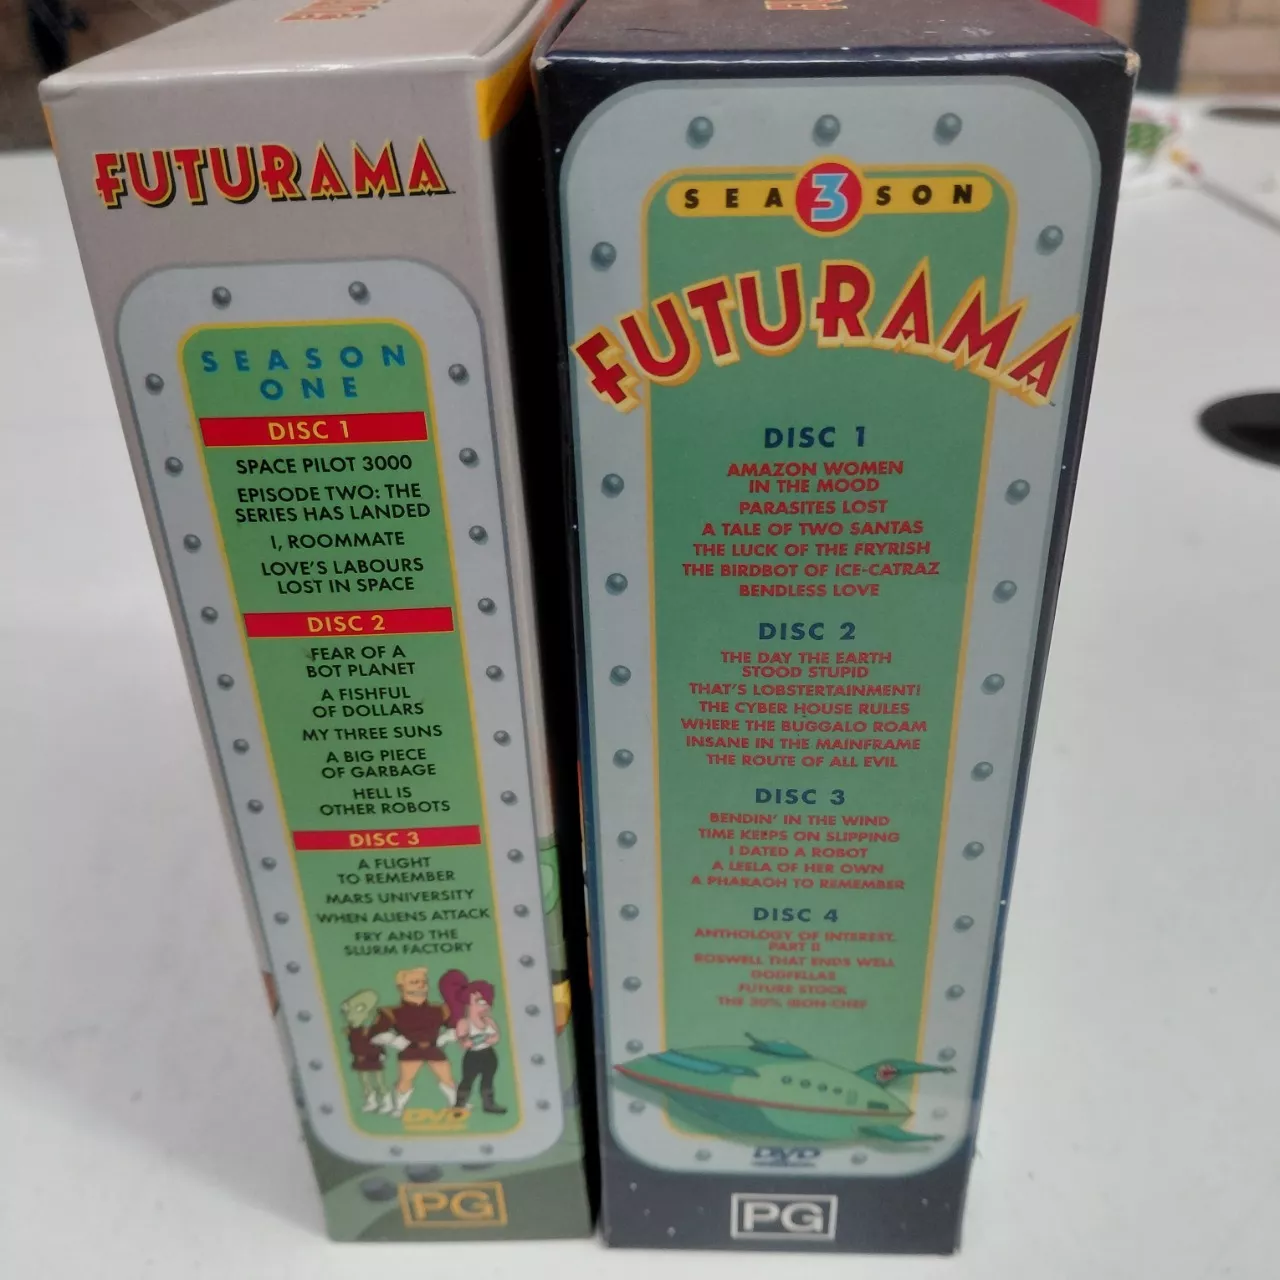 FUTURAMA
SEASON
ONE
DISC 1
SPACE PILOT 3000
EPISODE TWO: THE
SERIES HAS LANDED
I, ROOMMATE
LOVE'S LABOURS
LOST IN SPACE
DISC 2
FEAR OF A
BOT PLANET
A FISHFUL
OF DOLLARS
MY THREE SUNS
A BIG PIECE
OF GARBAGE
HELL IS
OTHER ROBOTS
DISC 3
A FLIGHT
TO REMEMBER
MARS UNIVERSITY
WHEN ALIENS ATTACK
FRY AND THE
SLURM FACTORY
DVD
PG
SEA3SON
FUTURAMA
DISC 1
AMAZON WOMEN
IN THE MOOD
PARASITES LOST
A TALE OF TWO SANTAS
THE LUCK OF THE FRYRISH
THE BIRDBOT OF ICE-CATRAZ
BENDLESS LOVE
DISC 2
THE DAY THE EARTH
STOOD STUPID
THAT'S LOBSTERTAINMENT!
THE CYBER HOUSE RULES
WHERE THE BUGGALO ROAM
INSANE IN THE MAINFRAME
THE ROUTE OF ALL EVIL
DISC 3
BENDIN' IN THE WIND
TIME KEEPS ON SLIPPING
I DATED A ROBOT
A LEELA OF HER OWN
A PHARAOH TO REMEMBER
DISC 4
ANTHOLOGY OF INTEREST,
PART II
ROSWELL THAT ENDS WELL
GODFELLAS
FUTURE STOCK
THE 30% IRON CHEF
DVD
PG